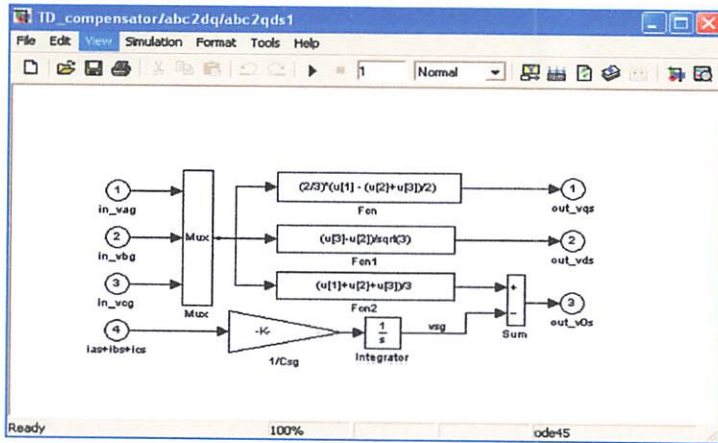 TD_compensator/abc2dq/abc2qds1
File Edit View Simulation Format Tools Help
1 Normal
1 (2/3)*(u[1] - (u[2]+u[3])/2) 1
in_vag Fcn out_vqs
2 Mux (u[3]-u[2])/sqrt(3) 2
in_vbg Fcn1 out_vds
3 (u[1]+u[2]+u[3])/3 +
in_vcg Mux Fcn2 3
4 -K- 1/s vsg − out_v0s
ias+ibs+ics Integrator Sum
1/Csg
Ready 100% ode45